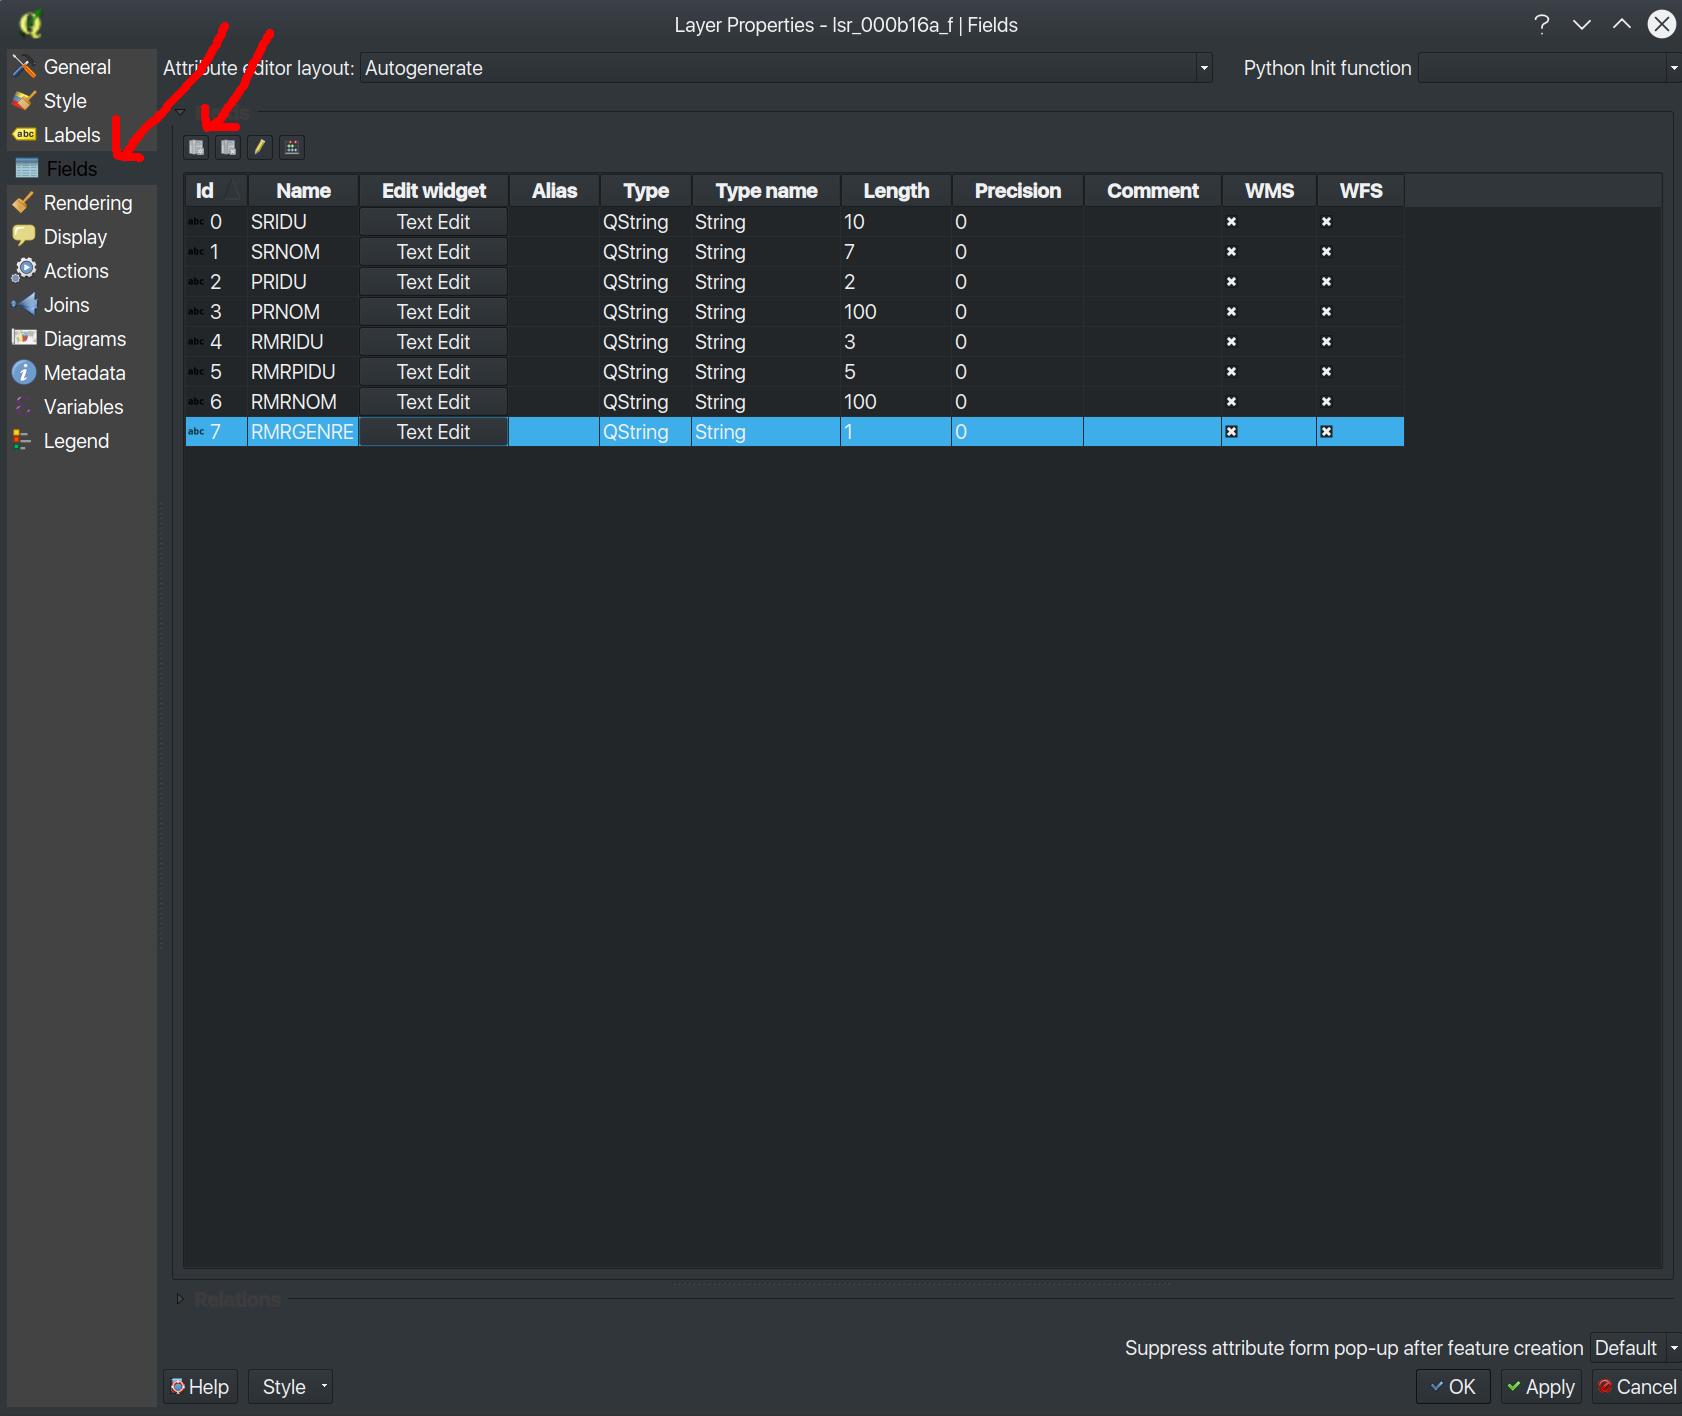 Layer Properties - lsr_000b16a_f | Fields
General
Style
Labels
Fields
Rendering
Display
Actions
Joins
Diagrams
Metadata
Variables
Legend
Attribute editor layout: Autogenerate Python Init function
Fields
Id Name Edit widget Alias Type Type name Length Precision Comment WMS WFS
abc 0 SRIDU Text Edit QString String 10 0
abc 1 SRNOM Text Edit QString String 7 0
abc 2 PRIDU Text Edit QString String 2 0
abc 3 PRNOM Text Edit QString String 100 0
abc 4 RMRIDU Text Edit QString String 3 0
abc 5 RMRPIDU Text Edit QString String 5 0
abc 6 RMRNOM Text Edit QString String 100 0
abc 7 RMRGENRE Text Edit QString String 1 0
Relations
Suppress attribute form pop-up after feature creation Default
Help Style OK Apply Cancel